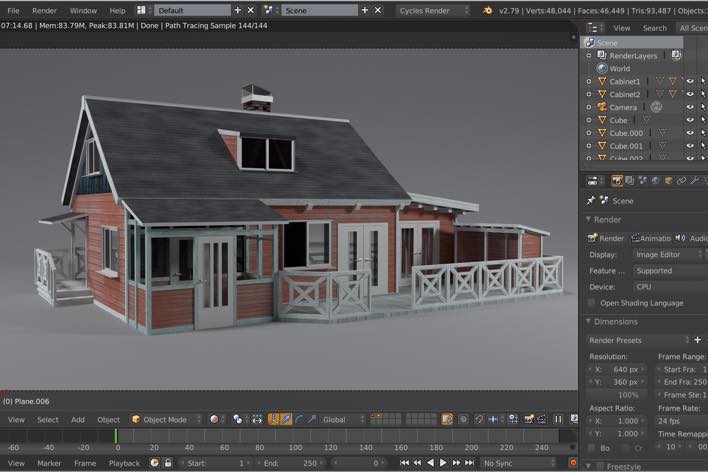 File Render Window Help Default Scene Cycles Render v2.79 | Verts:48,044 | Faces:46,449 | Tris:93,487 | Objects:
07:14.68 | Mem:83.79M, Peak:83.81M | Done | Path Tracing Sample 144/144
View Search All Scen
Scene
RenderLayers
World
Cabinet1
Cabinet2
Camera
Cube
Cube.000
Cube.001
Cube.002
Scene
Render
Render Animatio Audio
Display: Image Editor
Feature ... Supported
Device: CPU
Open Shading Language
Dimensions
Render Presets
Resolution: Frame Range:
X: 640 px Start Fra: 1
Y: 360 px End Fra: 250
100% Frame Ste: 1
Aspect Ratio: Frame Rate:
X: 1.000 24 fps
Y: 1.000 Time Remappi
Bo Cr 10
Freestyle
(0) Plane.006
View Select Add Object Object Mode Global
-60 -40 -20 0 20 40 60 80 100 120 140 160 180 200 220 240
View Marker Frame Playback Start: 1 End: 250 0 No Sync